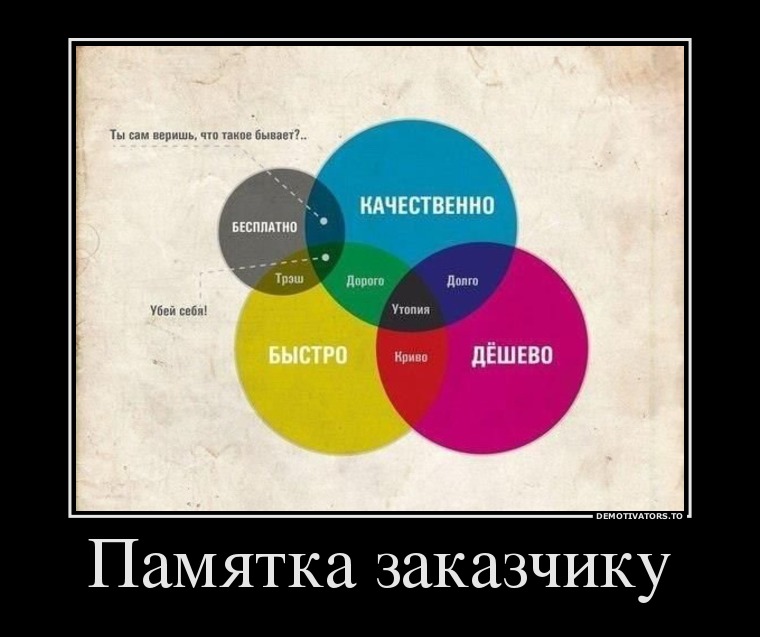 Ты сам веришь, что такое бывает?..
КАЧЕСТВЕННО
БЕСПЛАТНО
Трэш
Дорого
Долго
Убей себя!
Утопия
БЫСТРО
Криво
ДЁШЕВО
DEMOTIVATORS.TO
Памятка заказчику